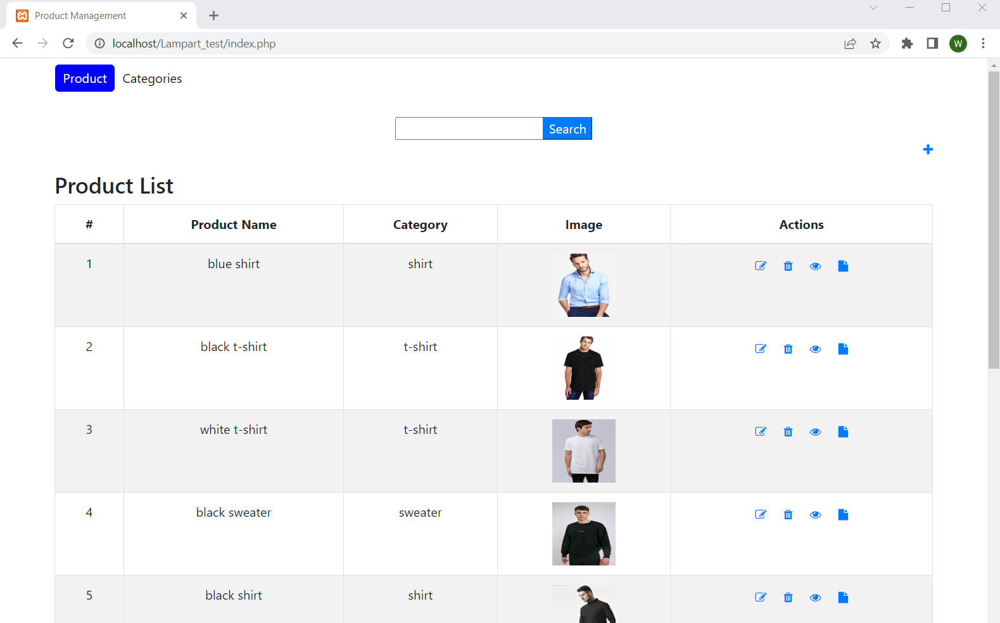 Product Management
localhost/Lampart_test/index.php
W
Product Categories
Search
Product List
# Product Name Category Image Actions
1 blue shirt shirt
2 black t-shirt t-shirt
3 white t-shirt t-shirt
4 black sweater sweater
5 black shirt shirt